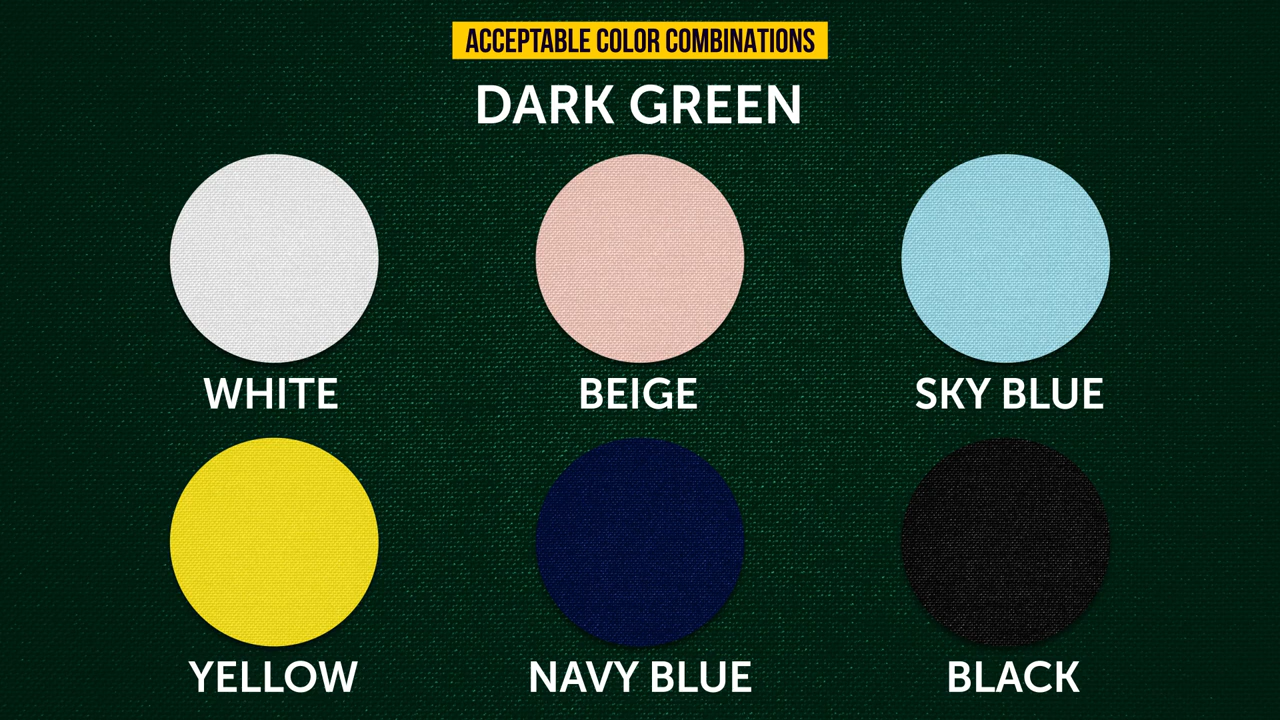 ACCEPTABLE COLOR COMBINATIONS
DARK GREEN
WHITE
BEIGE
SKY BLUE
YELLOW
NAVY BLUE
BLACK